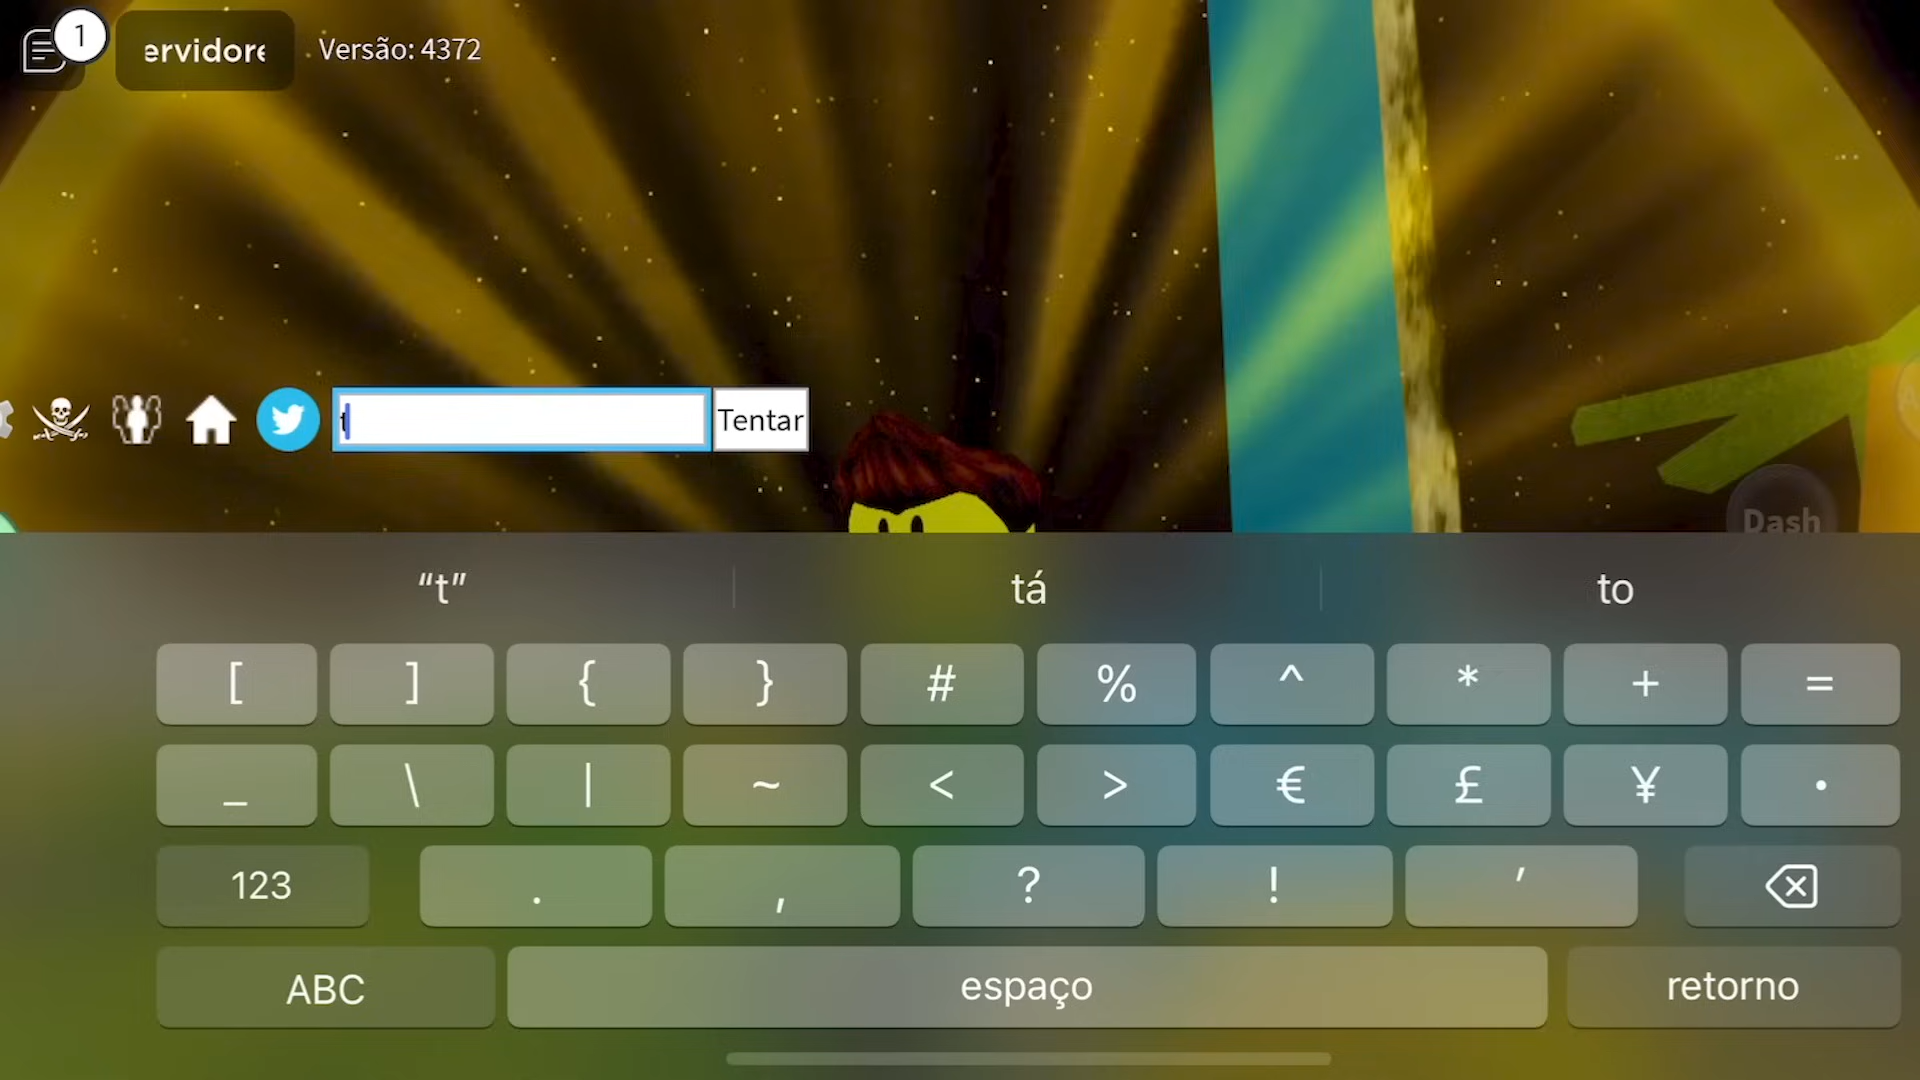 1
ervidore
Versão: 4372
t
Tentar
Dash
“t”
tá
to
[ ] { } # % ^ * + =
_ \ | ~ < > € £ ¥ •
123 . , ? ! ′
ABC espaço retorno